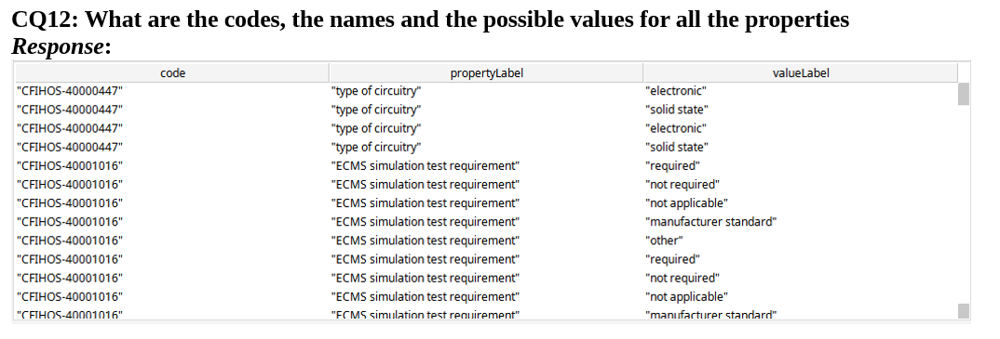 CQ12: What are the codes, the names and the possible values for all the properties
Response:
code propertyLabel valueLabel
"CFIHOS-40000447" "type of circuitry" "electronic"
"CFIHOS-40000447" "type of circuitry" "solid state"
"CFIHOS-40000447" "type of circuitry" "electronic"
"CFIHOS-40000447" "type of circuitry" "solid state"
"CFIHOS-40001016" "ECMS simulation test requirement" "required"
"CFIHOS-40001016" "ECMS simulation test requirement" "not required"
"CFIHOS-40001016" "ECMS simulation test requirement" "not applicable"
"CFIHOS-40001016" "ECMS simulation test requirement" "manufacturer standard"
"CFIHOS-40001016" "ECMS simulation test requirement" "other"
"CFIHOS-40001016" "ECMS simulation test requirement" "required"
"CFIHOS-40001016" "ECMS simulation test requirement" "not required"
"CFIHOS-40001016" "ECMS simulation test requirement" "not applicable"
"CFIHOS-40001016" "ECMS simulation test requirement" "manufacturer standard"